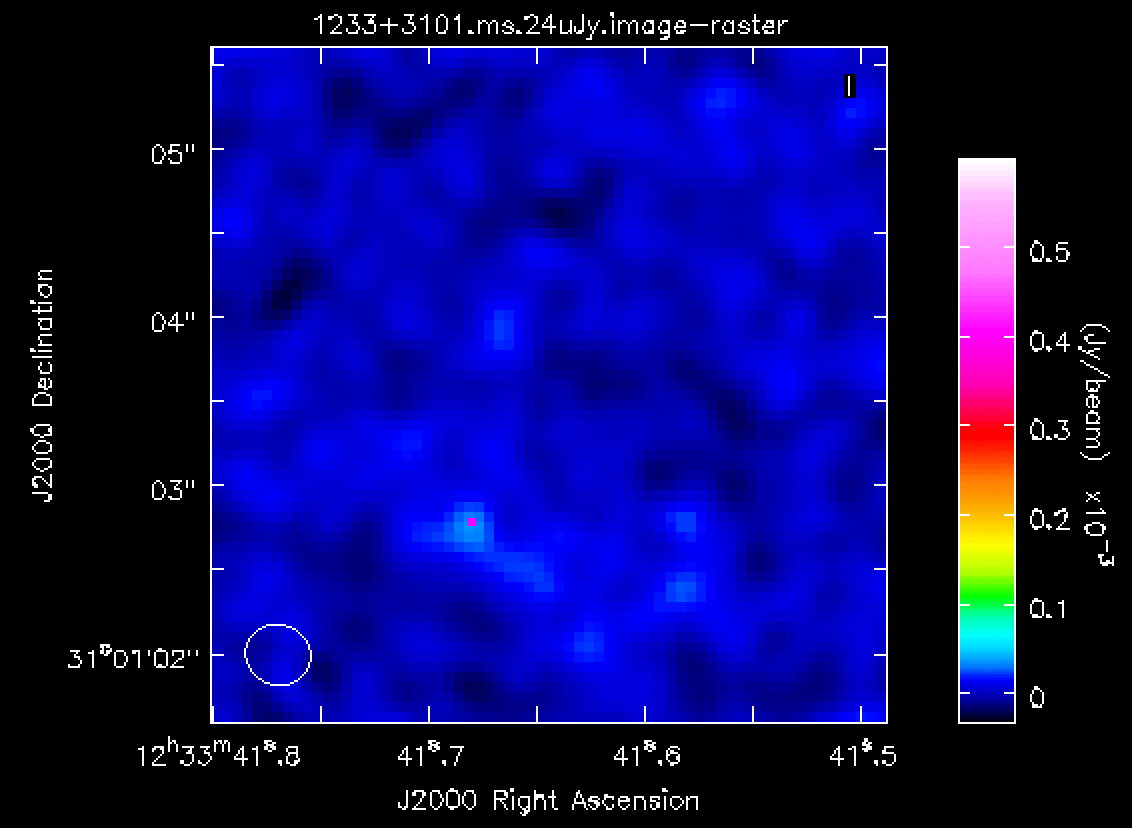 1233+3101.ms.24uJy.image-raster
I
05"
04"
03"
31°01'02"
J2000 Declination
12ʰ33ᵐ41ˢ.8
41ˢ.7
41ˢ.6
41ˢ.5
J2000 Right Ascension
0.5
0.4
0.3
0.2
0.1
0
(Jy/beam) x10⁻³